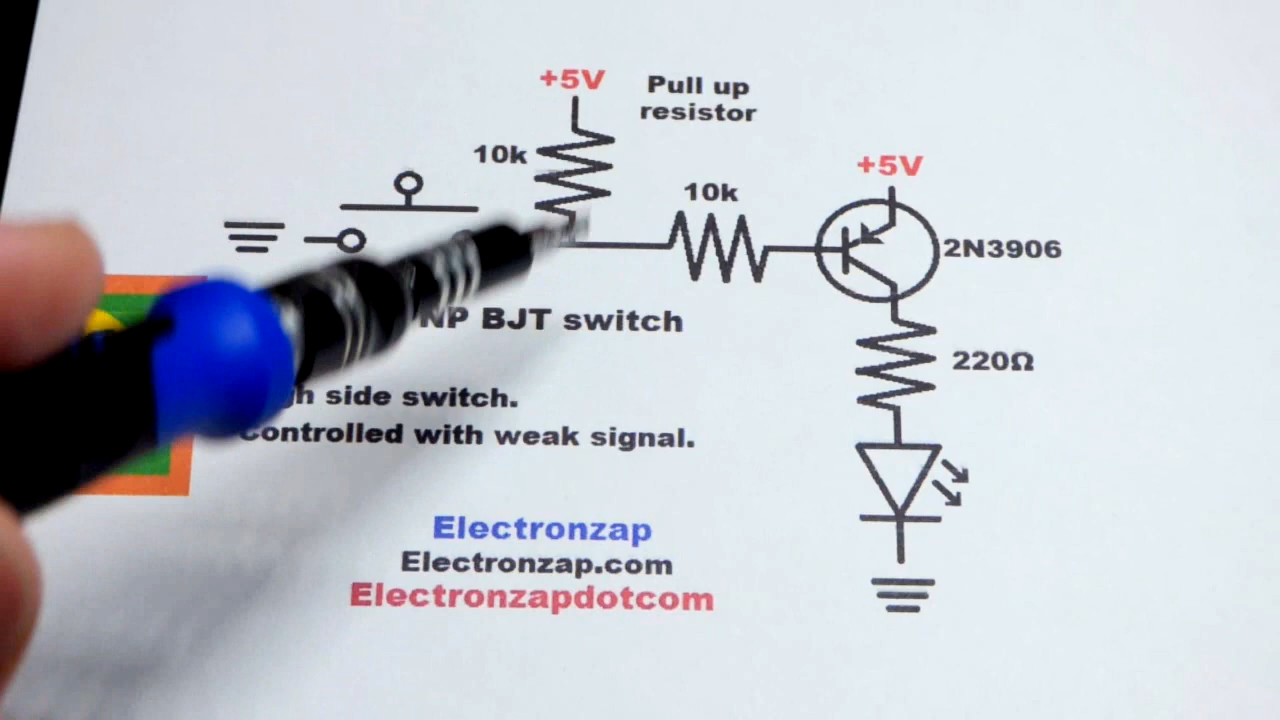 +5V
Pull up
resistor
10k
+5V
10k
2N3906
NP BJT switch
220Ω
gh side switch.
Controlled with weak signal.
Electronzap
Electronzap.com
Electronzapdotcom